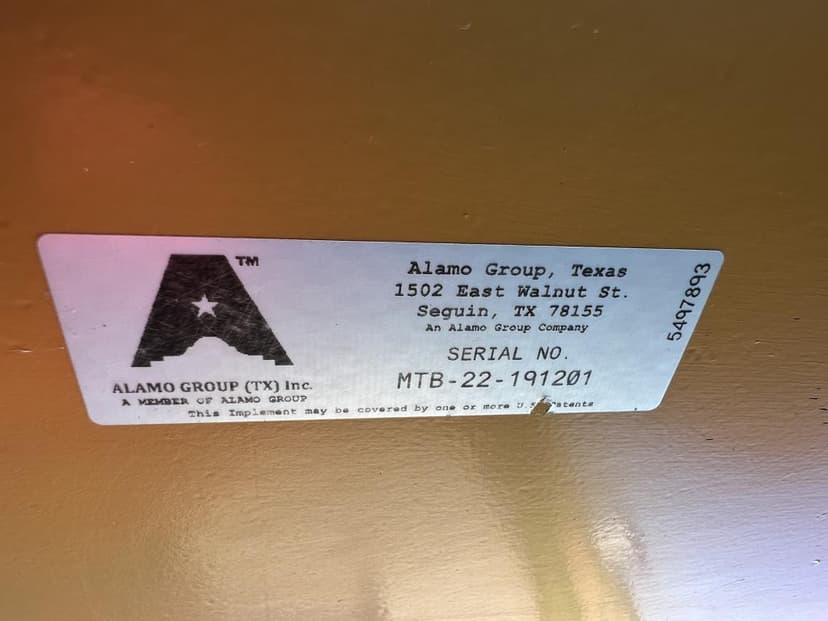 TM
ALAMO GROUP (TX) Inc.
A MEMBER OF ALAMO GROUP
Alamo Group, Texas
1502 East Walnut St.
Seguin, TX 78155
An Alamo Group Company
SERIAL NO.
MTB-22-191201
This Implement may be covered by one or more
5497893